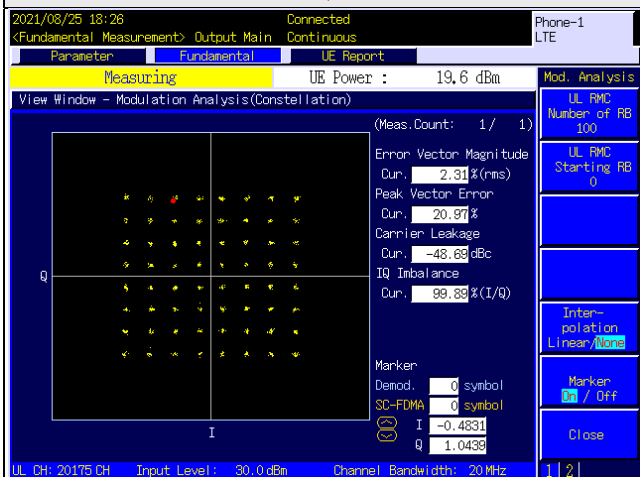 2021/08/25 18:26 Connected Phone-1
<Fundamental Measurement> Output Main Continuous LTE
Parameter Fundamental UE Report
Measuring UE Power : 19.6 dBm Mod. Analysis
View Window - Modulation Analysis(Constellation)
UL RMC
Number of RB
100
(Meas.Count: 1/ 1)
Error Vector Magnitude
Cur. 2.31 %(rms)
Peak Vector Error
Cur. 20.97 %
Carrier Leakage
Cur. -48.69 dBc
IQ Imbalance
Cur. 99.89 %(I/Q)
UL RMC
Starting RB
0
Q
I
Marker
Demod. 0 symbol
SC-FDMA 0 symbol
I -0.4831
Q 1.0439
Inter-
polation
Linear/None
Marker
On / Off
Close
UL CH: 20175 CH Input Level: 30.0 dBm Channel Bandwidth: 20 MHz 1 2